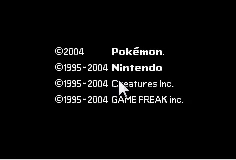 ©2004 Pokémon.
©1995-2004 Nintendo
©1995-2004 Creatures Inc.
©1995-2004 GAME FREAK inc.